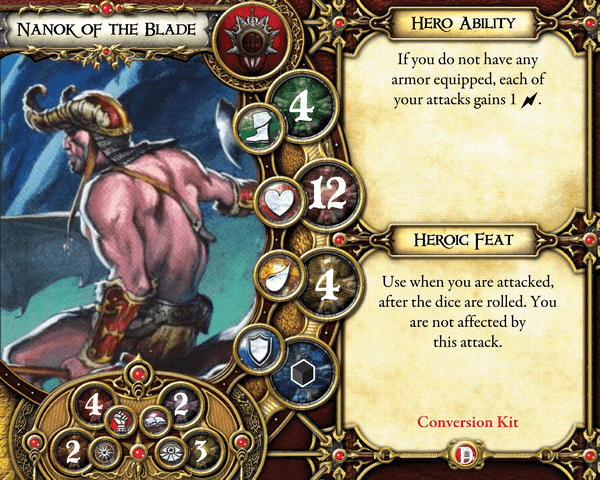 Nanok of the Blade
4
12
4
4
2
2
3
Hero Ability
If you do not have any
armor equipped, each of
your attacks gains 1 .
Heroic Feat
Use when you are attacked,
after the dice are rolled. You
are not affected by
this attack.
Conversion Kit
D